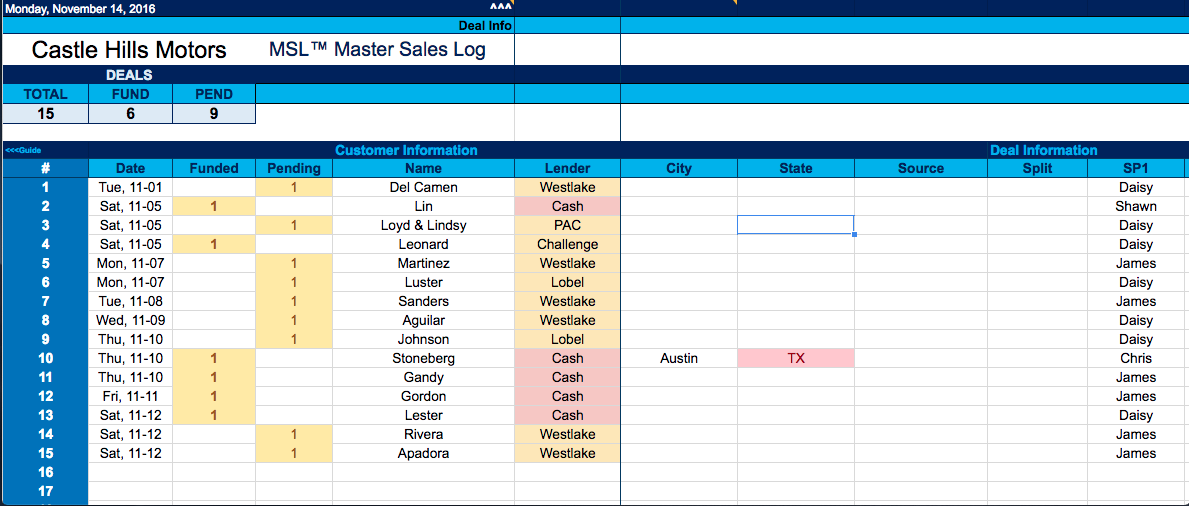 Monday, November 14, 2016 ^^^
Deal Info
Castle Hills Motors MSL™ Master Sales Log
DEALS
TOTAL FUND PEND
15 6 9
<<<Guide Customer Information Deal Information
# Date Funded Pending Name Lender City State Source Split SP1
1 Tue, 11-01 1 Del Camen Westlake Daisy
2 Sat, 11-05 1 Lin Cash Shawn
3 Sat, 11-05 1 Loyd & Lindsy PAC Daisy
4 Sat, 11-05 1 Leonard Challenge Daisy
5 Mon, 11-07 1 Martinez Westlake James
6 Mon, 11-07 1 Luster Lobel Daisy
7 Tue, 11-08 1 Sanders Westlake James
8 Wed, 11-09 1 Aguilar Westlake Daisy
9 Thu, 11-10 1 Johnson Lobel Daisy
10 Thu, 11-10 1 Stoneberg Cash Austin TX Chris
11 Thu, 11-10 1 Gandy Cash James
12 Fri, 11-11 1 Gordon Cash James
13 Sat, 11-12 1 Lester Cash Daisy
14 Sat, 11-12 1 Rivera Westlake James
15 Sat, 11-12 1 Apadora Westlake James
16
17